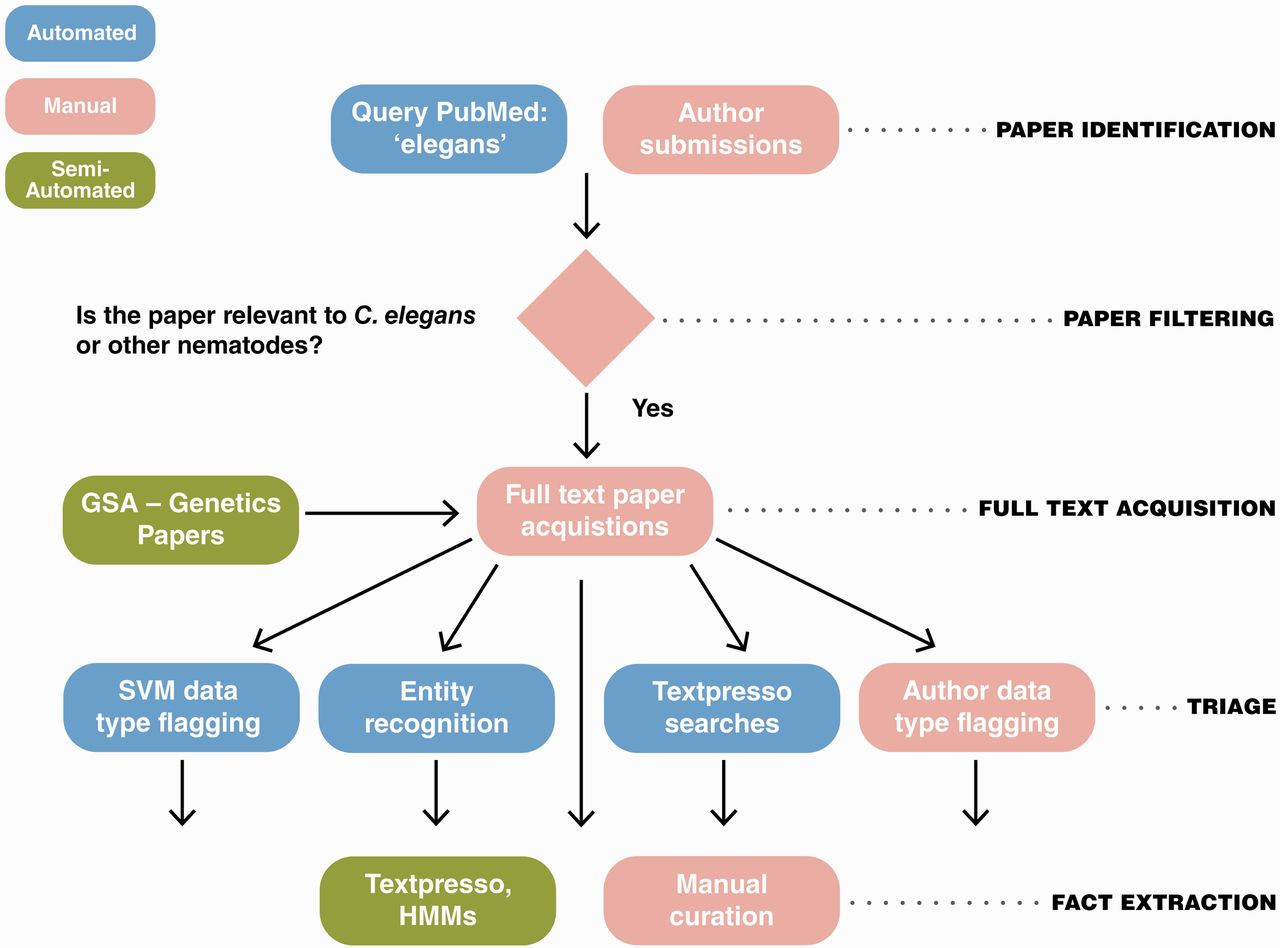 Automated
Manual
Semi-
Automated
Query PubMed:
‘elegans’
Author
submissions
PAPER IDENTIFICATION
Is the paper relevant to C. elegans
or other nematodes?
PAPER FILTERING
Yes
GSA – Genetics
Papers
Full text paper
acquistions
FULL TEXT ACQUISITION
SVM data
type flagging
Entity
recognition
Textpresso
searches
Author data
type flagging
TRIAGE
Textpresso,
HMMs
Manual
curation
FACT EXTRACTION